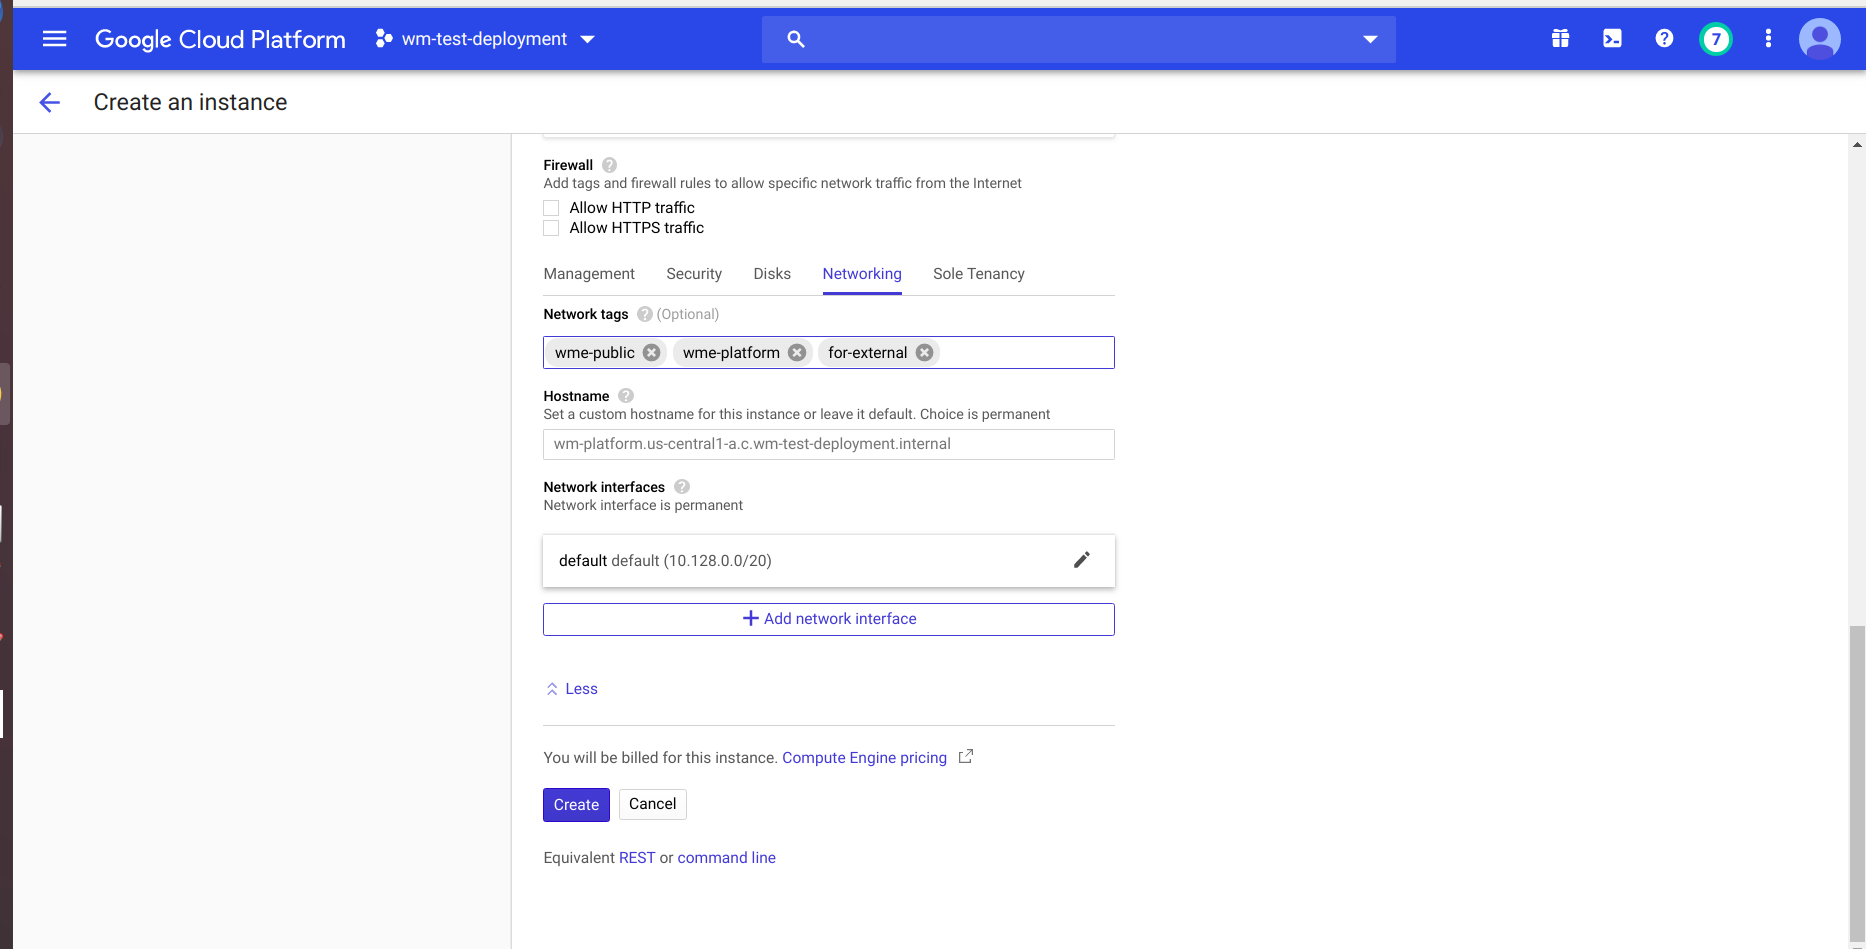 Google Cloud Platform wm-test-deployment 7
Create an instance
Firewall
Add tags and firewall rules to allow specific network traffic from the Internet
Allow HTTP traffic
Allow HTTPS traffic
Management Security Disks Networking Sole Tenancy
Network tags (Optional)
wme-public wme-platform for-external
Hostname
Set a custom hostname for this instance or leave it default. Choice is permanent
wm-platform.us-central1-a.c.wm-test-deployment.internal
Network interfaces
Network interface is permanent
default default (10.128.0.0/20)
Add network interface
Less
You will be billed for this instance. Compute Engine pricing
Create Cancel
Equivalent REST or command line